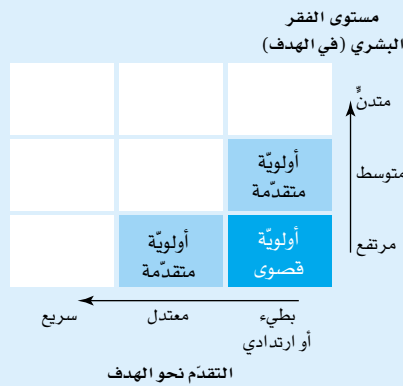 مستوى الفقر
البشري (في الهدف)
متدنٍّ
أولويّة
متقدّمة
متوسط
أولويّة
قصوى
أولويّة
متقدّمة
مرتفع
بطيء
أو ارتدادي
معتدل
سريع
التقدّم نحو الهدف